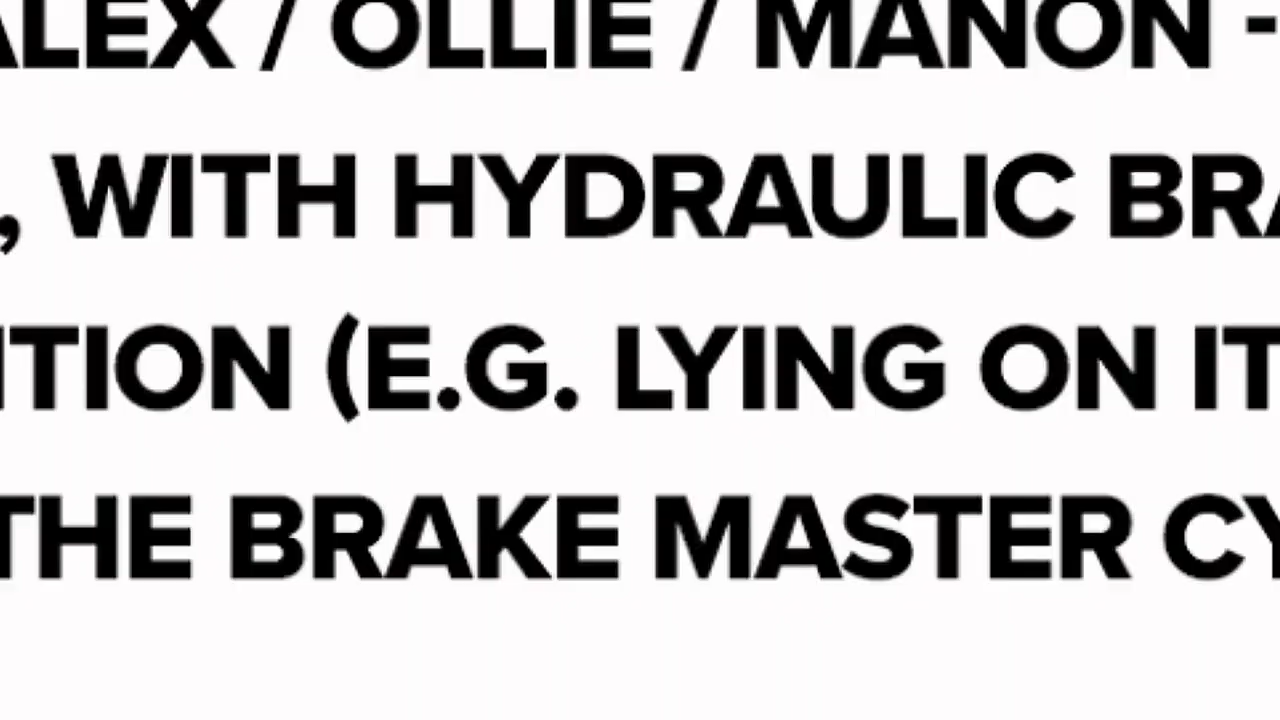 ALEX / OLLIE / MANON -
, WITH HYDRAULIC BRA
ITION (E.G. LYING ON IT
THE BRAKE MASTER CY